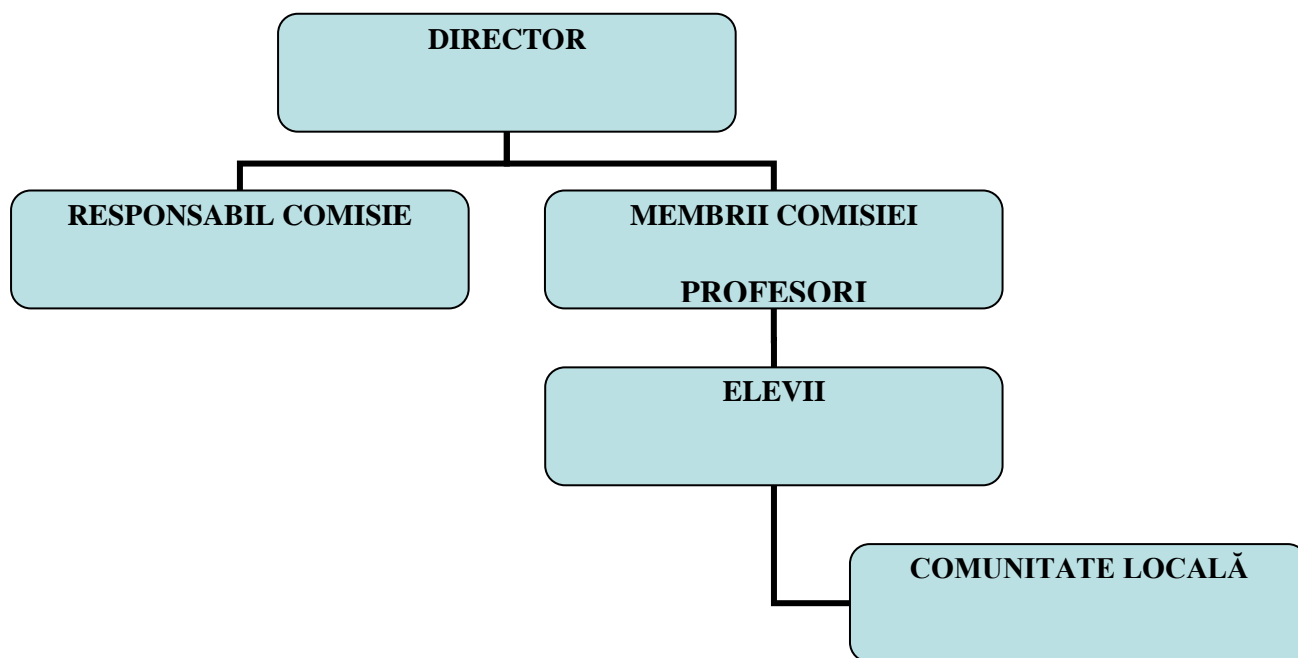 DIRECTOR
RESPONSABIL COMISIE
MEMBRII COMISIEI
PROFESORI
ELEVII
COMUNITATE LOCALĂ